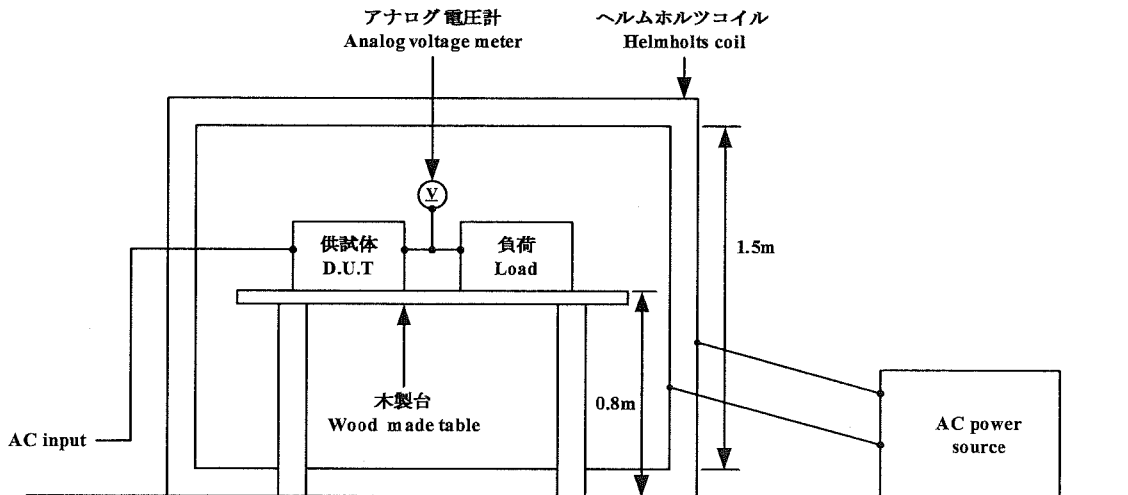 アナログ電圧計
Analog voltage meter
ヘルムホルツコイル
Helmholts coil
V
供試体
D.U.T
負荷
Load
1.5m
木製台
Wood made table
0.8m
AC input
AC power
source